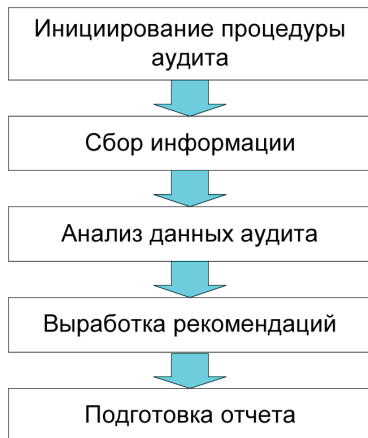 Инициирование процедуры
аудита
Сбор информации
Анализ данных аудита
Выработка рекомендаций
Подготовка отчета